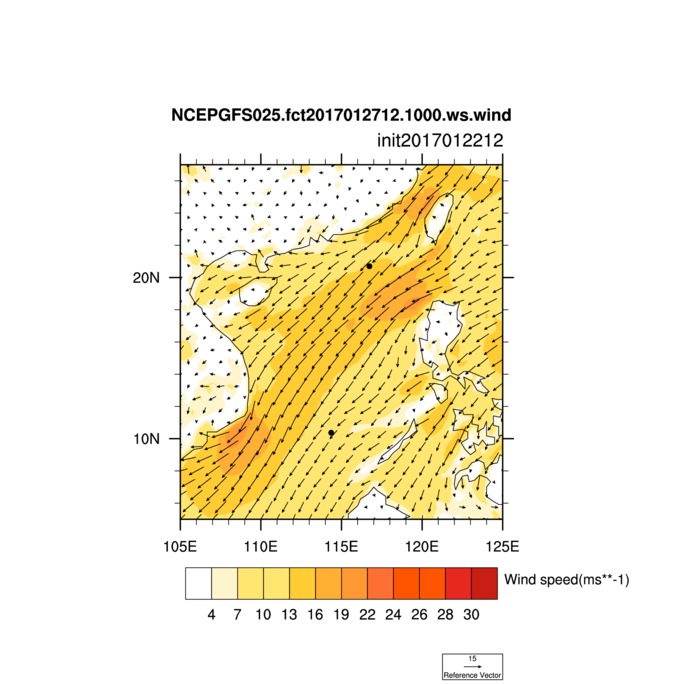 NCEPGFS025.fct2017012712.1000.ws.wind
init2017012212
20N
10N
105E 110E 115E 120E 125E
Wind speed(ms**-1)
4 7 10 13 16 19 22 24 26 28 30
15
Reference Vector